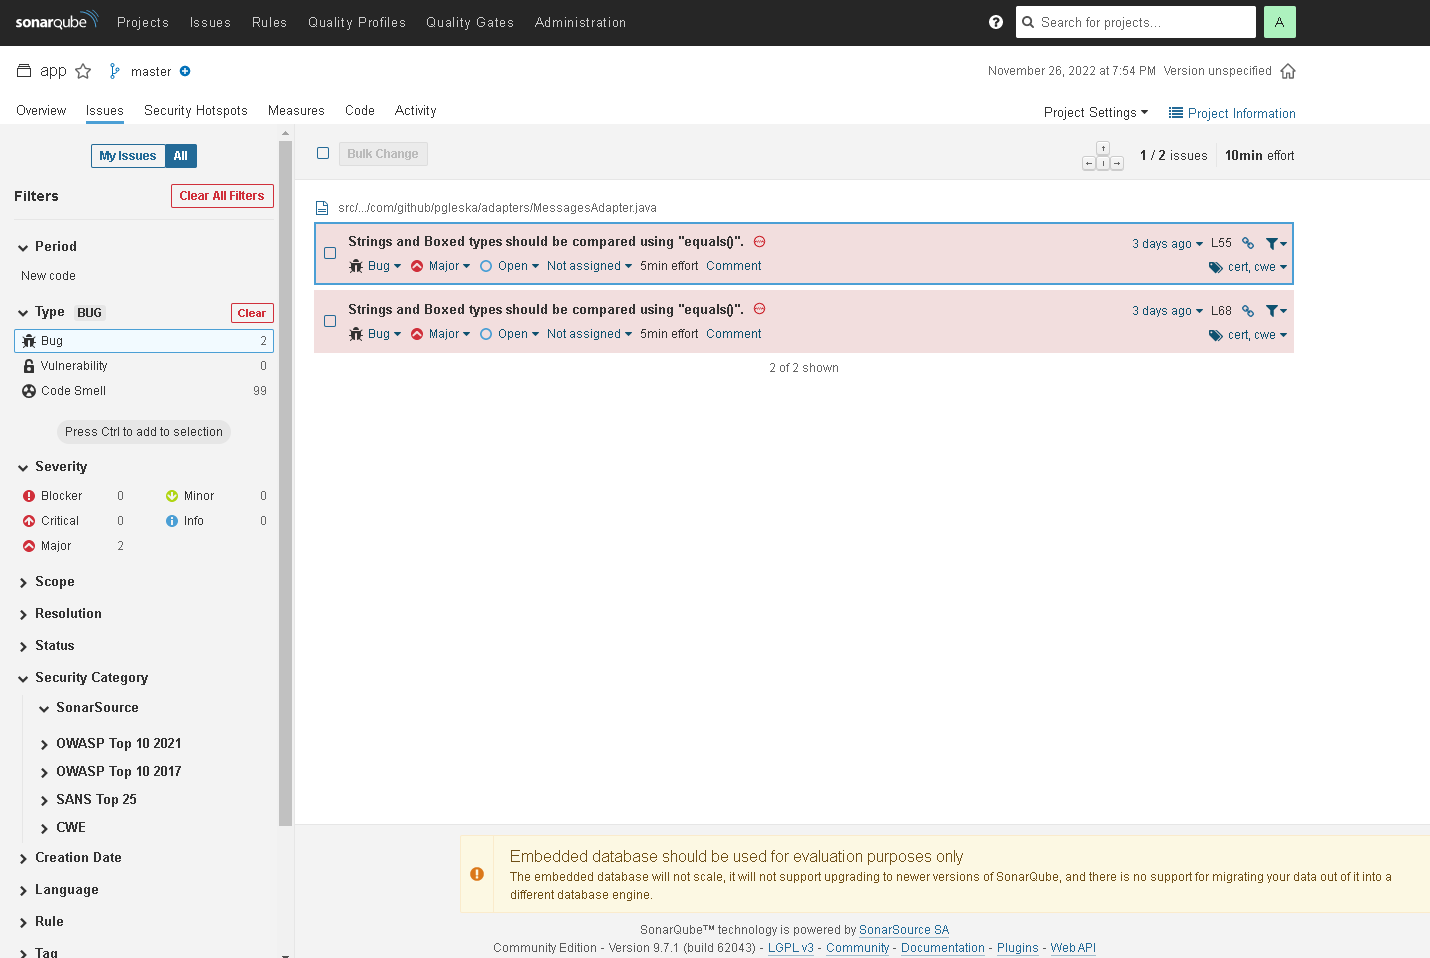 sonarqube Projects Issues Rules Quality Profiles Quality Gates Administration Search for projects... A
app master November 26, 2022 at 7:54 PM Version unspecified
Overview Issues Security Hotspots Measures Code Activity Project Settings Project Information
My Issues All
Filters Clear All Filters
Period
New code
Type BUG Clear
Bug 2
Vulnerability 0
Code Smell 99
Press Ctrl to add to selection
Severity
Blocker 0 Minor 0
Critical 0 Info 0
Major 2
Scope
Resolution
Status
Security Category
SonarSource
OWASP Top 10 2021
OWASP Top 10 2017
SANS Top 25
CWE
Creation Date
Language
Rule
Tag
Bulk Change 1 / 2 issues 10min effort
src/.../com/github/pgleska/adapters/MessagesAdapter.java
Strings and Boxed types should be compared using "equals()". 3 days ago L55
Bug Major Open Not assigned 5min effort Comment cert, cwe
Strings and Boxed types should be compared using "equals()". 3 days ago L68
Bug Major Open Not assigned 5min effort Comment cert, cwe
2 of 2 shown
Embedded database should be used for evaluation purposes only
The embedded database will not scale, it will not support upgrading to newer versions of SonarQube, and there is no support for migrating your data out of it into a
different database engine.
SonarQube™ technology is powered by SonarSource SA
Community Edition - Version 9.7.1 (build 62043) - LGPL v3 - Community - Documentation - Plugins - Web API